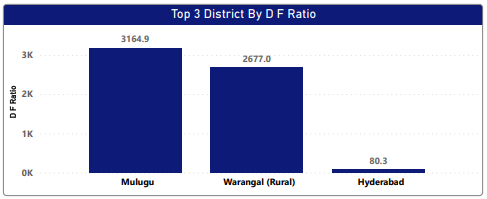 Top 3 District By D F Ratio
3164.9
2677.0
80.3
3K
2K
1K
0K
D F Ratio
Mulugu
Warangal (Rural)
Hyderabad